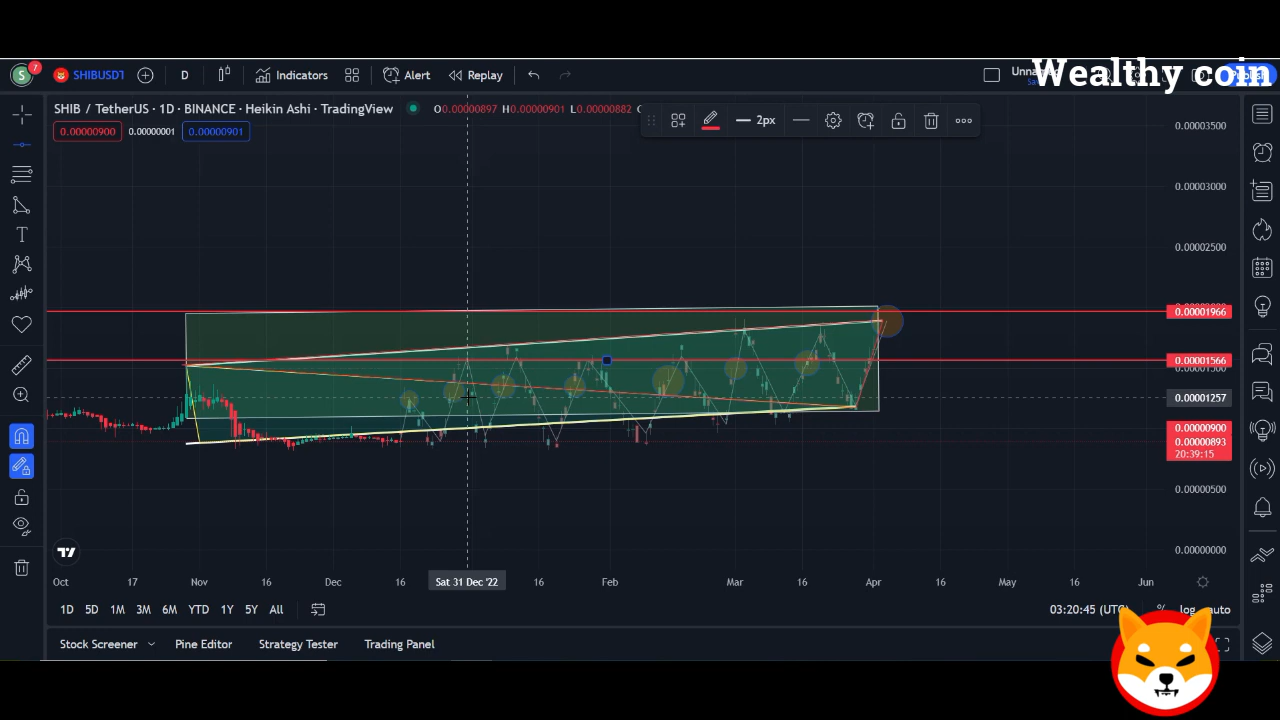 Wealthy coin
S 7 SHIBUSDT D Indicators Alert Replay Unnam
SHIB / TetherUS · 1D · BINANCE · Heikin Ashi · TradingView O0.00000897 H0.00000901 L0.00000882 C
2px
0.00000900 0.00000001 0.00000901
0.00003500
0.00003000
0.00002500
0.00001966
0.00001566
0.00001257
0.00000900
0.00000893
20:39:15
0.00000500
0.00000000
Oct 17 Nov 16 Dec 16 Sat 31 Dec '22 16 Feb Mar 16 Apr 16 May 16 Jun
1D 5D 1M 3M 6M YTD 1Y 5Y All 03:20:45 (UTC) % log auto
Stock Screener Pine Editor Strategy Tester Trading Panel